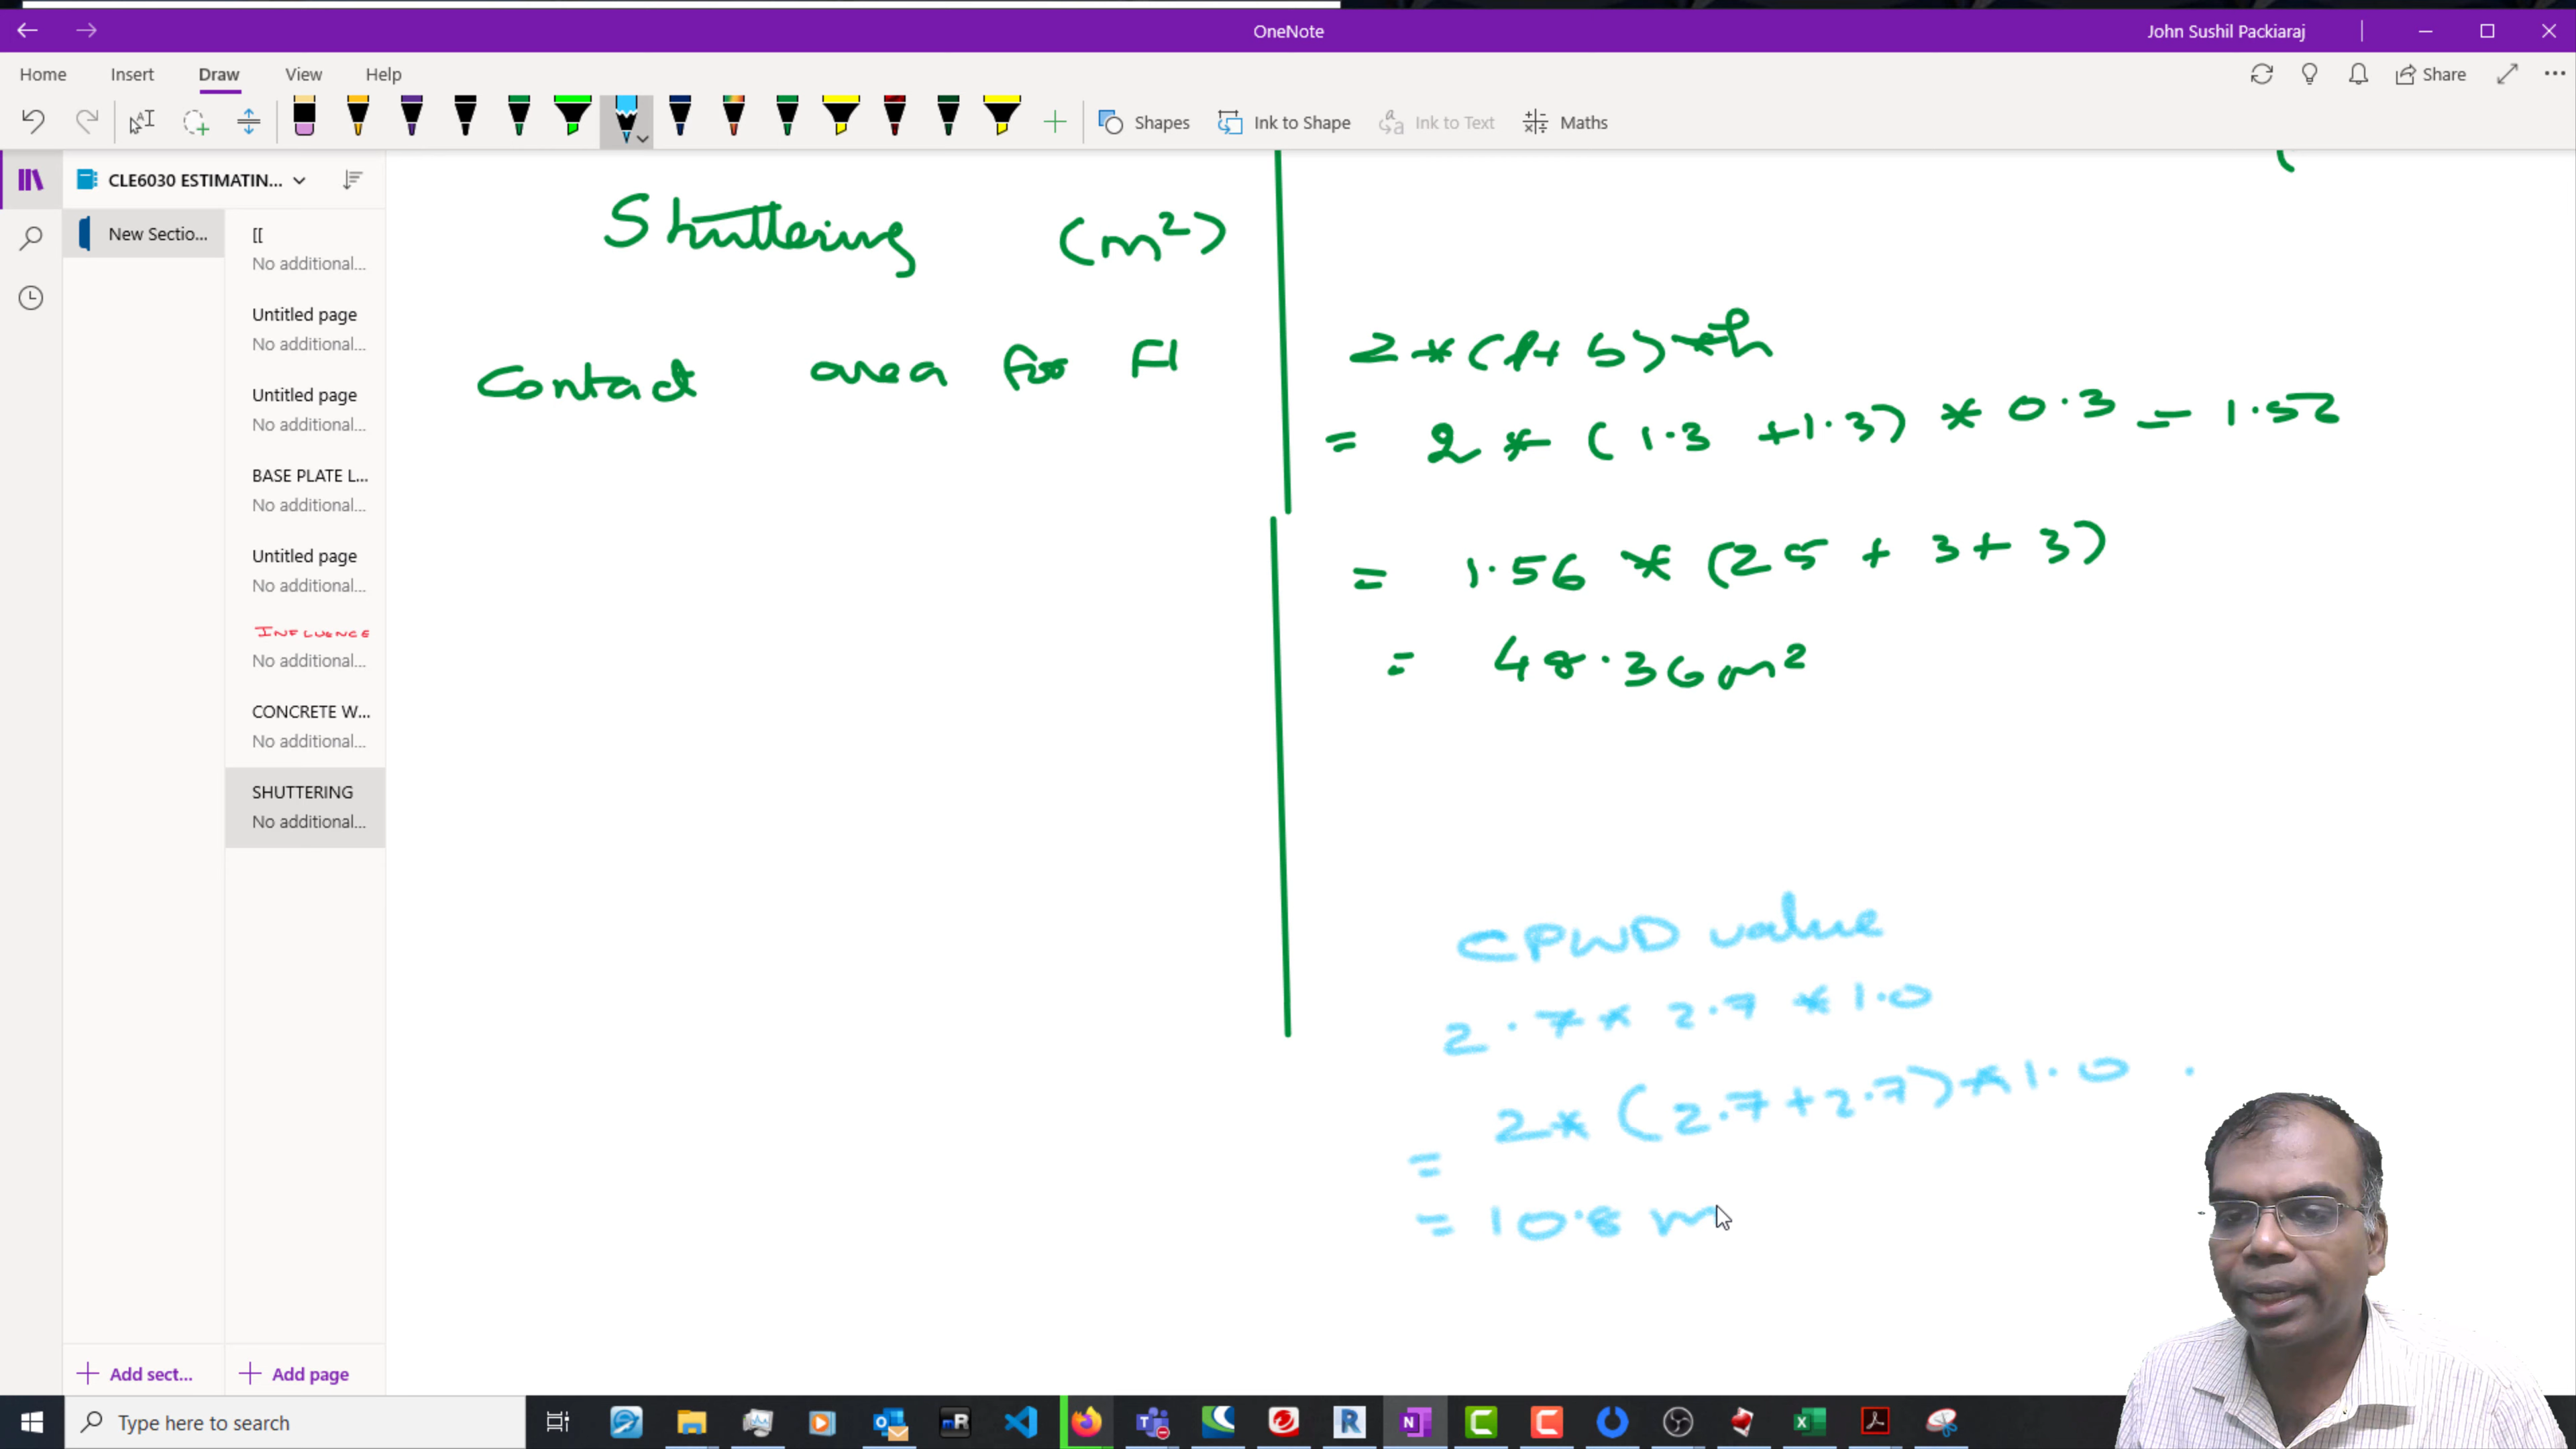 OneNote
John Sushil Packiaraj
Home Insert Draw View Help
Share
Shapes Ink to Shape Ink to Text Maths
CLE6030 ESTIMATIN...
New Sectio...
[[
No additional...
Untitled page
No additional...
Untitled page
No additional...
BASE PLATE L...
No additional...
Untitled page
No additional...
INFLUENCE
No additional...
CONCRETE W...
No additional...
SHUTTERING
No additional...
Add sect...
Add page
Shuttering (m²)
Contact area for F1
2*(l+b)*h
= 2 * (1.3 +1.3) * 0.3 = 1.52
= 1.56 * (25 + 3+ 3)
= 48.36m²
CPWD value
2.7* 2.7 *1.0
= 2* (2.7+2.7)*1.0
= 10.8 m
Type here to search